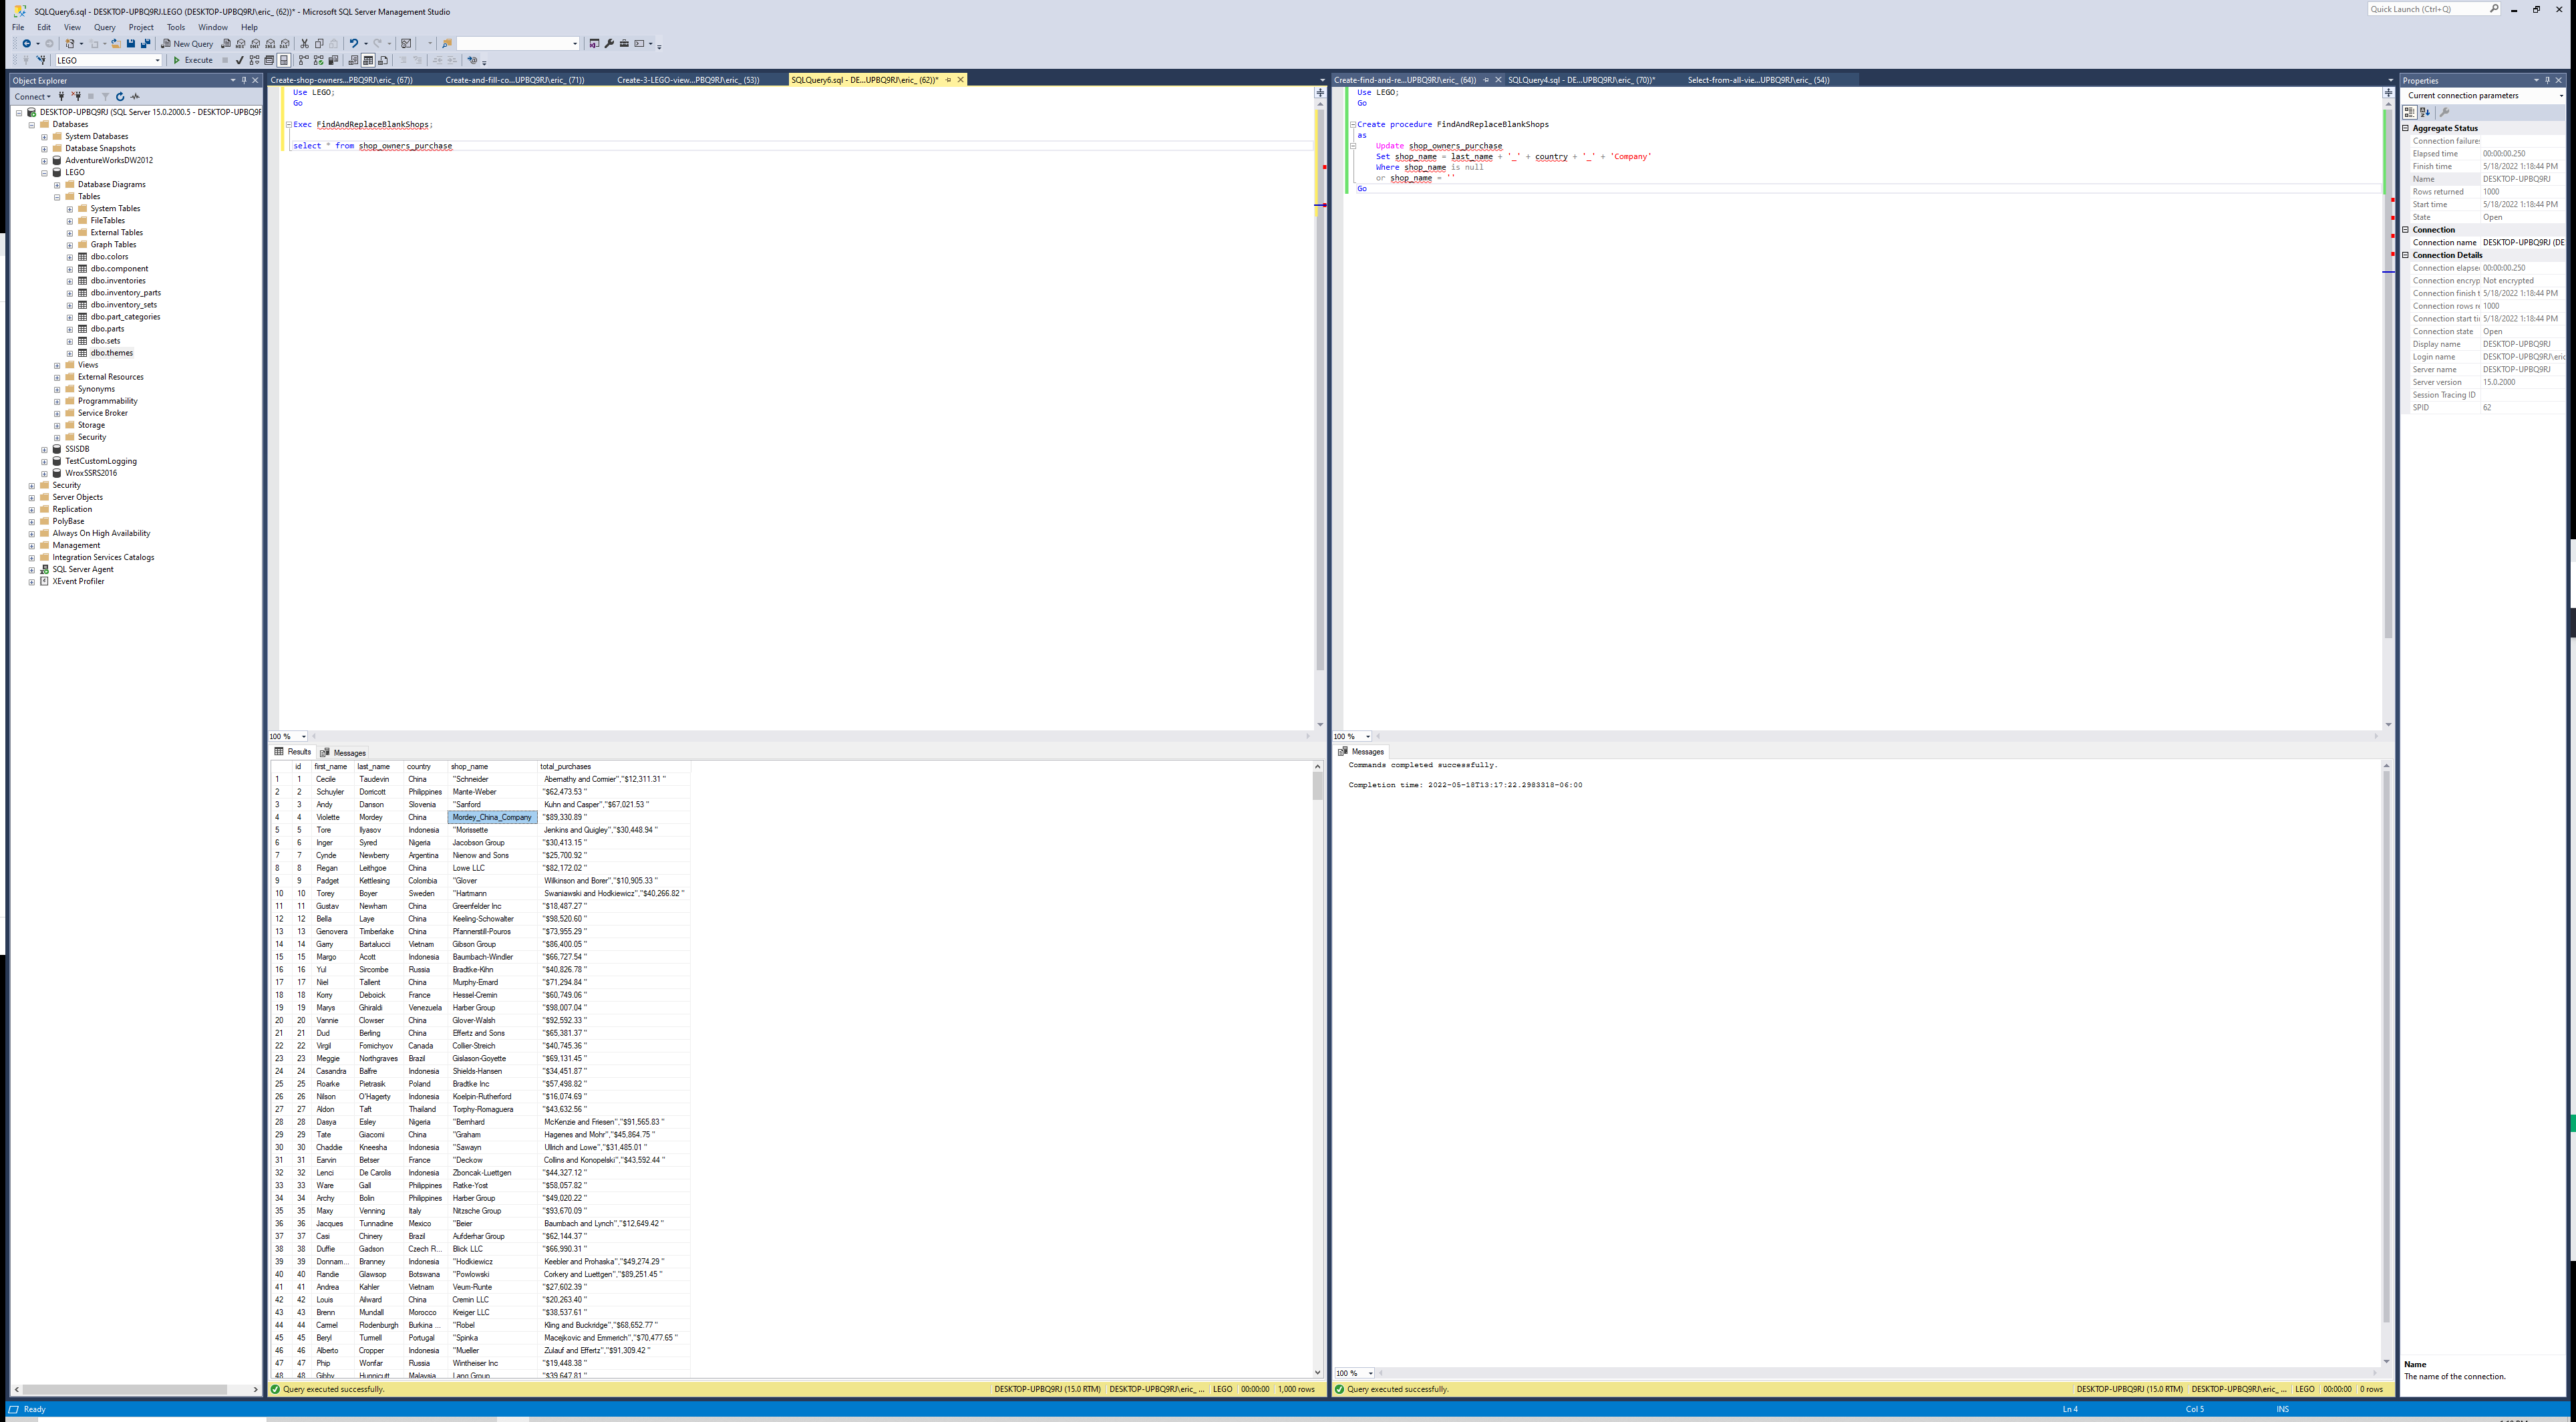 SQLQuery6.sql - DESKTOP-UPBQ9RJ.LEGO (DESKTOP-UPBQ9RJ\eric_ (62))* - Microsoft SQL Server Management Studio
Quick Launch (Ctrl+Q)
File Edit View Query Project Tools Window Help
New Query
LEGO
Execute
Object Explorer
Connect
DESKTOP-UPBQ9RJ (SQL Server 15.0.2000.5 - DESKTOP-UPBQ9R
Databases
System Databases
Database Snapshots
AdventureWorksDW2012
LEGO
Database Diagrams
Tables
System Tables
FileTables
External Tables
Graph Tables
dbo.colors
dbo.component
dbo.inventories
dbo.inventory_parts
dbo.inventory_sets
dbo.part_categories
dbo.parts
dbo.sets
dbo.themes
Views
External Resources
Synonyms
Programmability
Service Broker
Storage
Security
SSISDB
TestCustomLogging
WroxSSRS2016
Security
Server Objects
Replication
PolyBase
Always On High Availability
Management
Integration Services Catalogs
SQL Server Agent
XEvent Profiler
Create-shop-owners...PBQ9RJ\eric_ (67))
Create-and-fill-co...UPBQ9RJ\eric_ (71))
Create-3-LEGO-view...PBQ9RJ\eric_ (53))
SQLQuery6.sql - DE...UPBQ9RJ\eric_ (62))*
Use LEGO;
Go
Exec FindAndReplaceBlankShops;
select * from shop_owners_purchase
100 %
Results Messages
id first_name last_name country shop_name total_purchases
1 1 Cecile Taudevin China "Schneider Abernathy and Cormier","$12,311.31 "
2 2 Schuyler Dorricott Philippines Mante-Weber "$62,473.53 "
3 3 Andy Danson Slovenia "Sanford Kuhn and Casper","$67,021.53 "
4 4 Violette Mordey China Mordey_China_Company "$89,330.89 "
5 5 Tore Ilyasov Indonesia "Morissette Jenkins and Quigley","$30,448.94 "
6 6 Inger Syred Nigeria Jacobson Group "$30,413.15 "
7 7 Cynde Newberry Argentina Nienow and Sons "$25,700.92 "
8 8 Regan Leithgoe China Lowe LLC "$82,172.02 "
9 9 Padget Kettlesing Colombia "Glover Wilkinson and Borer","$10,905.33 "
10 10 Torey Boyer Sweden "Hartmann Swaniawski and Hodkiewicz","$40,266.82 "
11 11 Gustav Newham China Greenfelder Inc "$18,487.27 "
12 12 Bella Laye China Keeling-Schowalter "$98,520.60 "
13 13 Genovera Timberlake China Pfannerstill-Pouros "$73,955.29 "
14 14 Garry Bartalucci Vietnam Gibson Group "$86,400.05 "
15 15 Margo Acott Indonesia Baumbach-Windler "$66,727.54 "
16 16 Yul Sircombe Russia Bradtke-Kihn "$40,826.78 "
17 17 Niel Tallent China Murphy-Emard "$71,294.84 "
18 18 Korry Deboick France Hessel-Cremin "$60,749.06 "
19 19 Marys Ghiraldi Venezuela Harber Group "$98,007.04 "
20 20 Vannie Clowser China Glover-Walsh "$92,592.33 "
21 21 Dud Berling China Effertz and Sons "$65,381.37 "
22 22 Virgil Fomichyov Canada Collier-Streich "$40,745.36 "
23 23 Meggie Northgraves Brazil Gislason-Goyette "$69,131.45 "
24 24 Casandra Balfre Indonesia Shields-Hansen "$34,451.87 "
25 25 Roarke Pietrasik Poland Bradtke Inc "$57,498.82 "
26 26 Nilson O'Hagerty Indonesia Koelpin-Rutherford "$16,074.69 "
27 27 Aldon Taft Thailand Torphy-Romaguera "$43,632.56 "
28 28 Dasya Esley Nigeria "Bernhard McKenzie and Friesen","$91,565.83 "
29 29 Tate Giacomi China "Graham Hagenes and Mohr","$45,864.75 "
30 30 Chaddie Kneesha Indonesia "Sawayn Ullrich and Lowe","$31,485.01 "
31 31 Earvin Betser France "Deckow Collins and Konopelski","$43,592.44 "
32 32 Lenci De Carolis Indonesia Zboncak-Luettgen "$44,327.12 "
33 33 Ware Gall Philippines Ratke-Yost "$58,057.82 "
34 34 Archy Bolin Philippines Harber Group "$49,020.22 "
35 35 Maxy Venning Italy Nitzsche Group "$93,670.09 "
36 36 Jacques Tunnadine Mexico "Beier Baumbach and Lynch","$12,649.42 "
37 37 Casi Chinery Brazil Aufderhar Group "$62,144.37 "
38 38 Duffie Gadson Czech R... Blick LLC "$66,990.31 "
39 39 Donnam... Branney Indonesia "Hodkiewicz Keebler and Prohaska","$49,274.29 "
40 40 Randie Glawsop Botswana "Powlowski Corkery and Luettgen","$89,251.45 "
41 41 Andrea Kahler Vietnam Veum-Runte "$27,602.39 "
42 42 Louis Ailward China Cremin LLC "$20,263.40 "
43 43 Brenn Mundall Morocco Kreiger LLC "$38,537.61 "
44 44 Carmel Rodenburgh Burkina ... "Robel Kling and Buckridge","$68,652.77 "
45 45 Beryl Turmell Portugal "Spinka Macejkovic and Emmerich","$70,477.65 "
46 46 Alberto Cropper Indonesia "Mueller Zulauf and Effertz","$91,309.42 "
47 47 Phip Wonfar Russia Wintheiser Inc "$19,448.38 "
48 48 Gibby Hunnicutt Malaysia Lang Group "$39,647.81 "
Query executed successfully.
DESKTOP-UPBQ9RJ (15.0 RTM) DESKTOP-UPBQ9RJ\eric_ ... LEGO 00:00:00 1,000 rows
Create-find-and-re...UPBQ9RJ\eric_ (64))
SQLQuery4.sql - DE...UPBQ9RJ\eric_ (70))*
Select-from-all-vie...UPBQ9RJ\eric_ (54))
Use LEGO;
Go
Create procedure FindAndReplaceBlankShops
as
Update shop_owners_purchase
Set shop_name = last_name + '_' + country + '_' + 'Company'
Where shop_name is null
or shop_name = ''
Go
100 %
Messages
Commands completed successfully.
Completion time: 2022-05-18T13:17:22.2983318-06:00
100 %
Query executed successfully.
DESKTOP-UPBQ9RJ (15.0 RTM) DESKTOP-UPBQ9RJ\eric_ ... LEGO 00:00:00 0 rows
Properties
Current connection parameters
Aggregate Status
Connection failures
Elapsed time 00:00:00.250
Finish time 5/18/2022 1:18:44 PM
Name DESKTOP-UPBQ9RJ
Rows returned 1000
Start time 5/18/2022 1:18:44 PM
State Open
Connection
Connection name DESKTOP-UPBQ9RJ (DE
Connection Details
Connection elapse 00:00:00.250
Connection encryp Not encrypted
Connection finish t 5/18/2022 1:18:44 PM
Connection rows re 1000
Connection start tir 5/18/2022 1:18:44 PM
Connection state Open
Display name DESKTOP-UPBQ9RJ
Login name DESKTOP-UPBQ9RJ\eric
Server name DESKTOP-UPBQ9RJ
Server version 15.0.2000
Session Tracing ID
SPID 62
Name
The name of the connection.
Ready
Ln 4 Col 5 INS